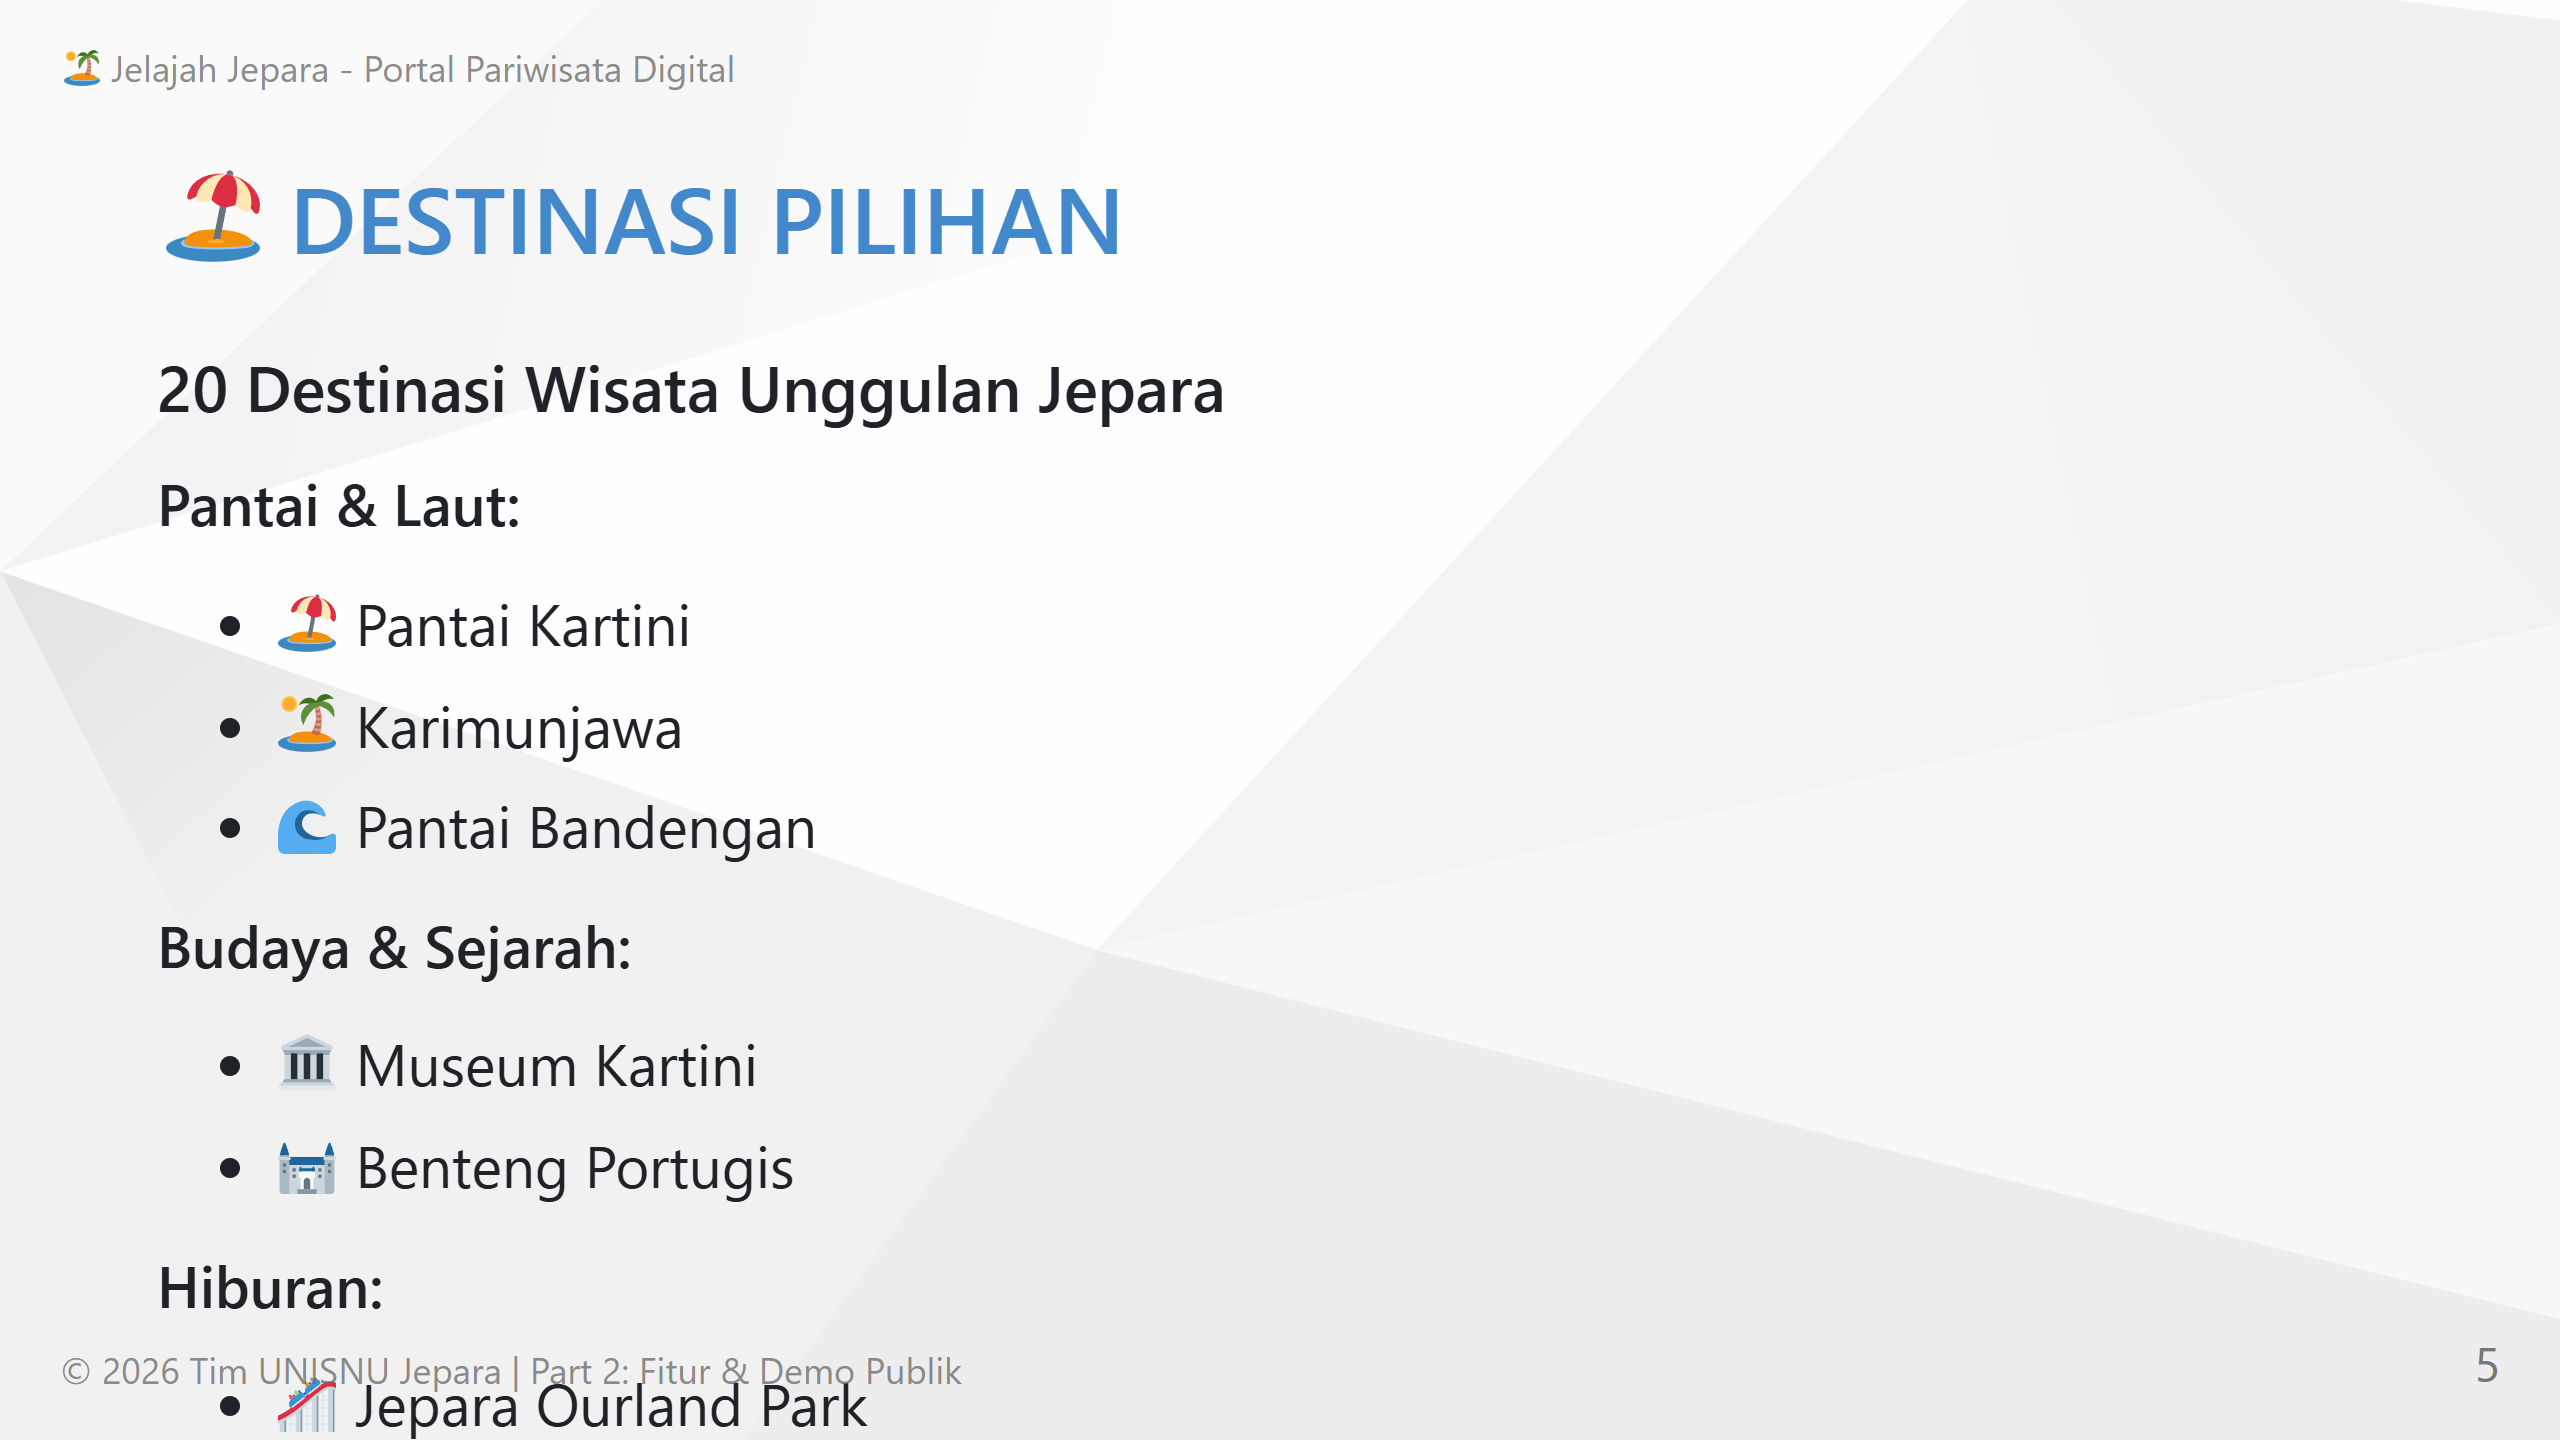 Jelajah Jepara - Portal Pariwisata Digital
DESTINASI PILIHAN
20 Destinasi Wisata Unggulan Jepara
Pantai & Laut:
• Pantai Kartini
• Karimunjawa
• Pantai Bandengan
Budaya & Sejarah:
• Museum Kartini
• Benteng Portugis
Hiburan:
© 2026 Tim UNISNU Jepara | Part 2: Fitur & Demo Publik
5
• Jepara Ourland Park